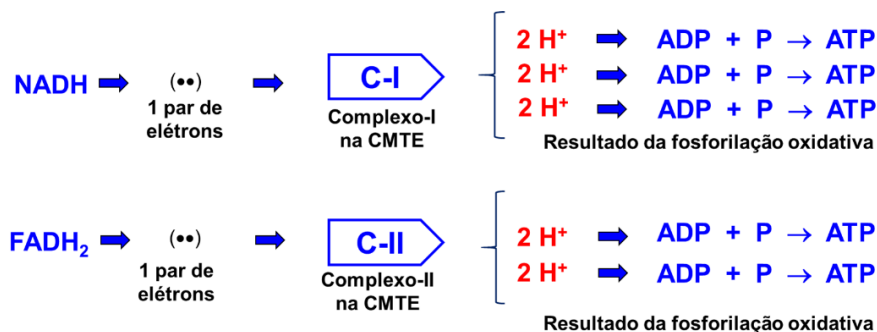 NADH
(••)
1 par de
elétrons
C-I
Complexo-I
na CMTE
2 H⁺ ADP + P → ATP
2 H⁺ ADP + P → ATP
2 H⁺ ADP + P → ATP
Resultado da fosforilação oxidativa
FADH₂
(••)
1 par de
elétrons
C-II
Complexo-II
na CMTE
2 H⁺ ADP + P → ATP
2 H⁺ ADP + P → ATP
Resultado da fosforilação oxidativa